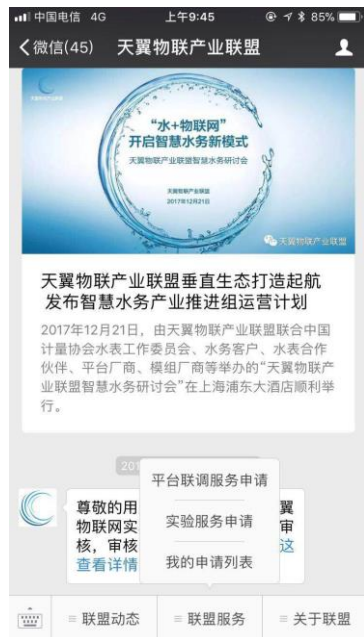 中国电信 4G 上午9:45 85%
微信(45) 天翼物联产业联盟
“水+物联网”
开启智慧水务新模式
天翼物联产业联盟智慧水务研讨会
天翼物联产业联盟
2017年12月21日
天翼物联产业联盟
天翼物联产业联盟垂直生态打造起航
发布智慧水务产业推进组运营计划
2017年12月21日，由天翼物联产业联盟联合中国
计量协会水表工作委员会、水务客户、水表合作
伙伴、平台厂商、模组厂商等举办的“天翼物联产
业联盟智慧水务研讨会”在上海浦东大酒店顺利举
行。
201
尊敬的用 翼
物联网实 审
核，审核 这
查看详情
平台联调服务申请
实验服务申请
我的申请列表
联盟动态 联盟服务 关于联盟